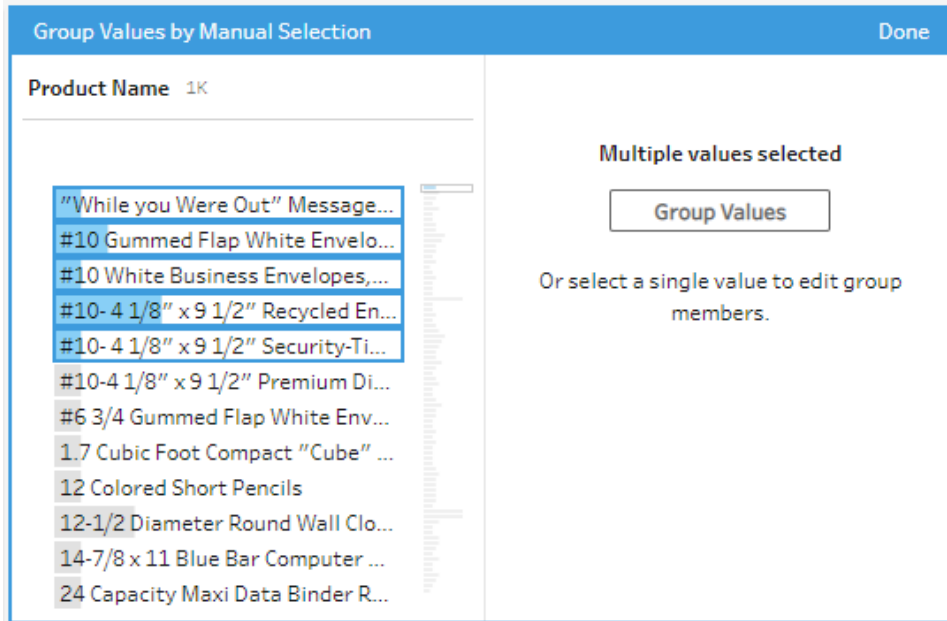 Group Values by Manual Selection Done
Product Name 1K
"While you Were Out" Message...
#10 Gummed Flap White Envelo...
#10 White Business Envelopes,...
#10- 4 1/8" x 9 1/2" Recycled En...
#10- 4 1/8" x 9 1/2" Security-Ti...
#10-4 1/8" x 9 1/2" Premium Di...
#6 3/4 Gummed Flap White Env...
1.7 Cubic Foot Compact "Cube" ...
12 Colored Short Pencils
12-1/2 Diameter Round Wall Clo...
14-7/8 x 11 Blue Bar Computer ...
24 Capacity Maxi Data Binder R...
Multiple values selected
Group Values
Or select a single value to edit group
members.